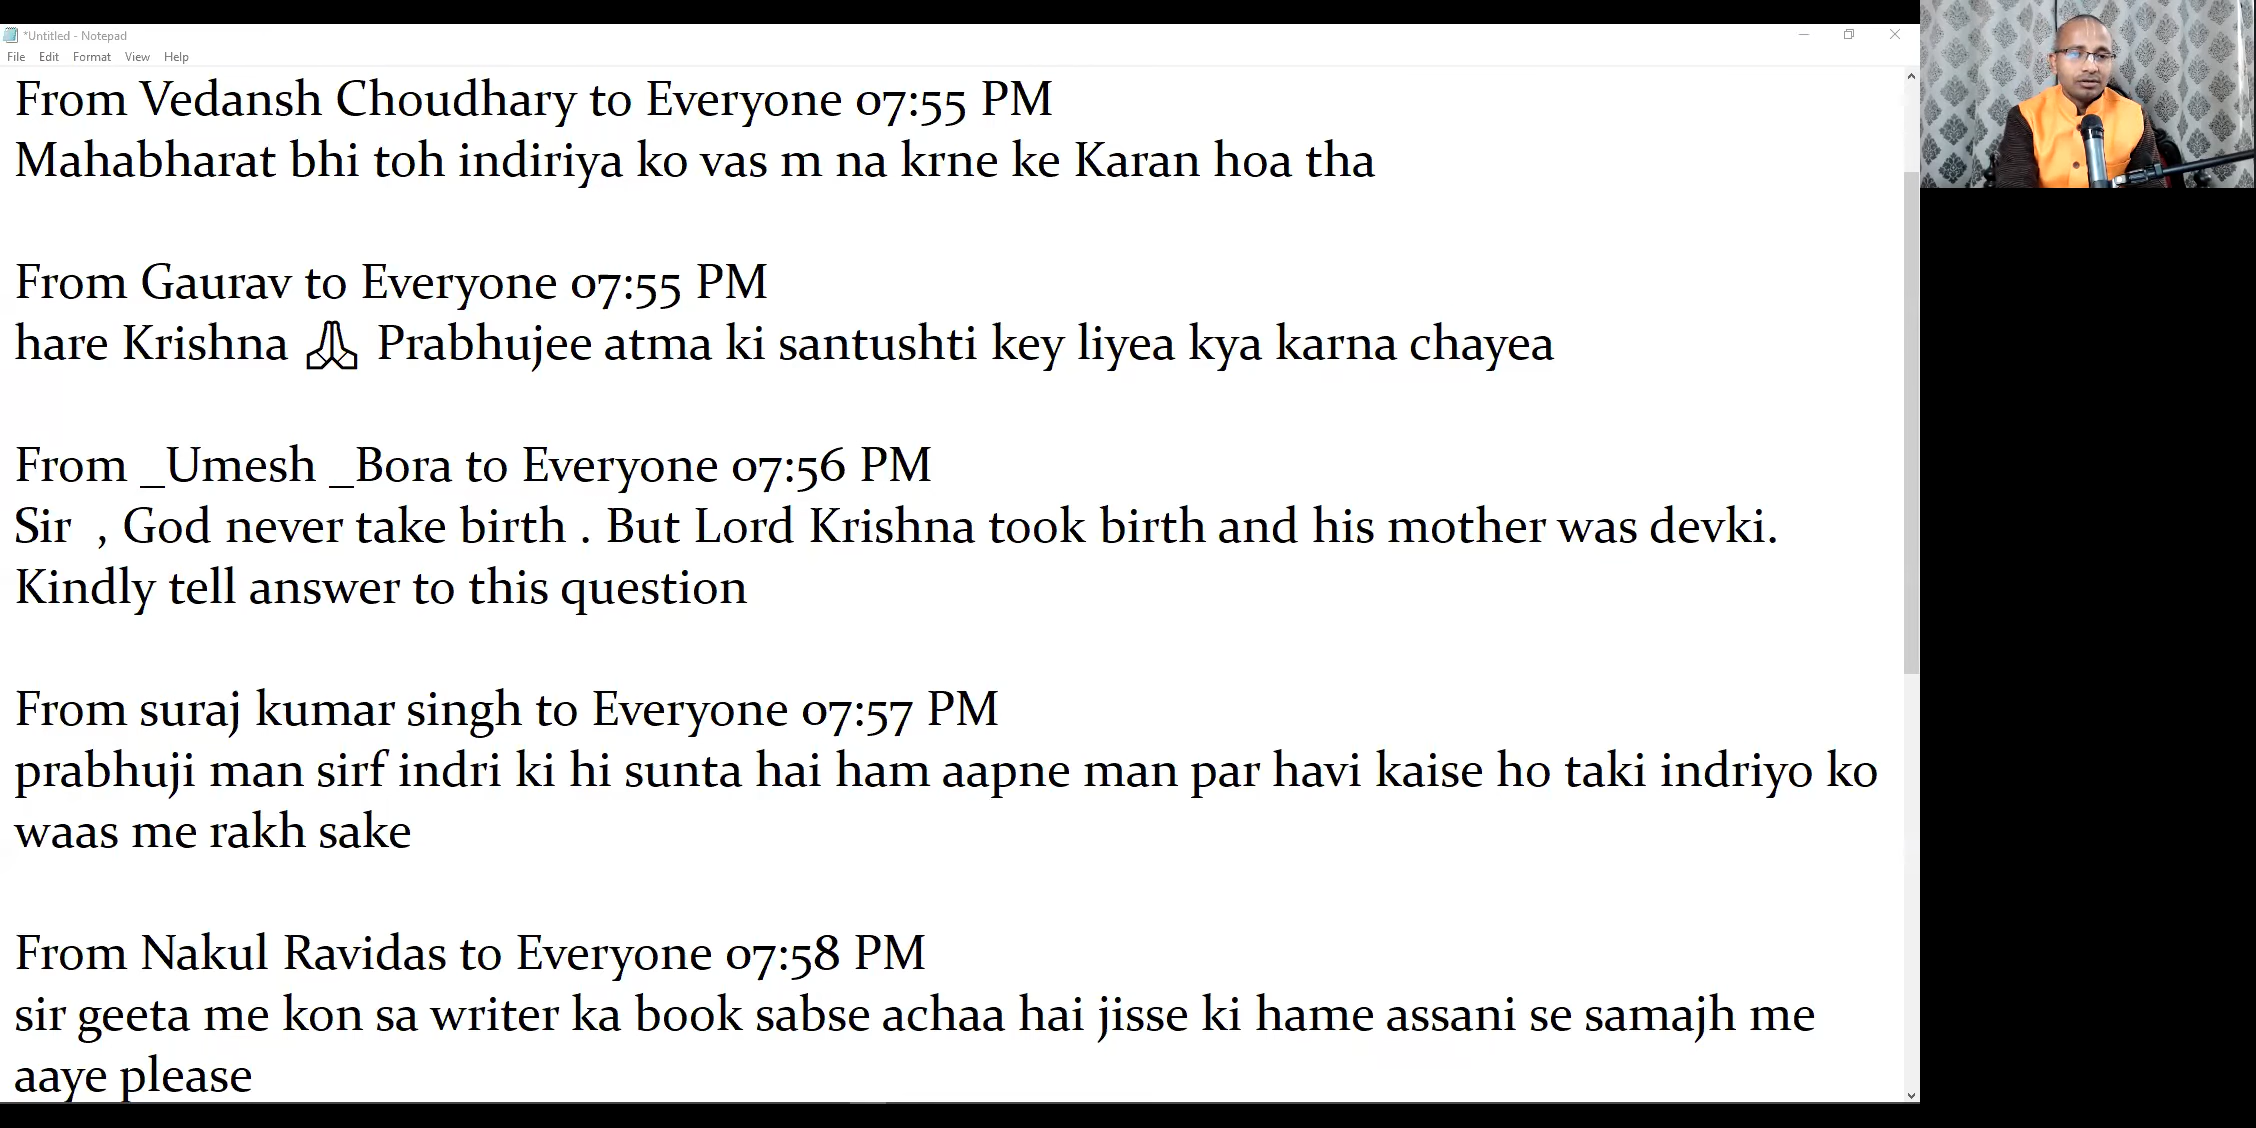 *Untitled - Notepad
File Edit Format View Help
From Vedansh Choudhary to Everyone 07:55 PM
Mahabharat bhi toh indiriya ko vas m na krne ke Karan hoa tha
From Gaurav to Everyone 07:55 PM
hare Krishna 🙏 Prabhujee atma ki santushti key liyea kya karna chayea
From _Umesh _Bora to Everyone 07:56 PM
Sir , God never take birth . But Lord Krishna took birth and his mother was devki.
Kindly tell answer to this question
From suraj kumar singh to Everyone 07:57 PM
prabhuji man sirf indri ki hi sunta hai ham aapne man par havi kaise ho taki indriyo ko
waas me rakh sake
From Nakul Ravidas to Everyone 07:58 PM
sir geeta me kon sa writer ka book sabse achaa hai jisse ki hame assani se samajh me
aaye please